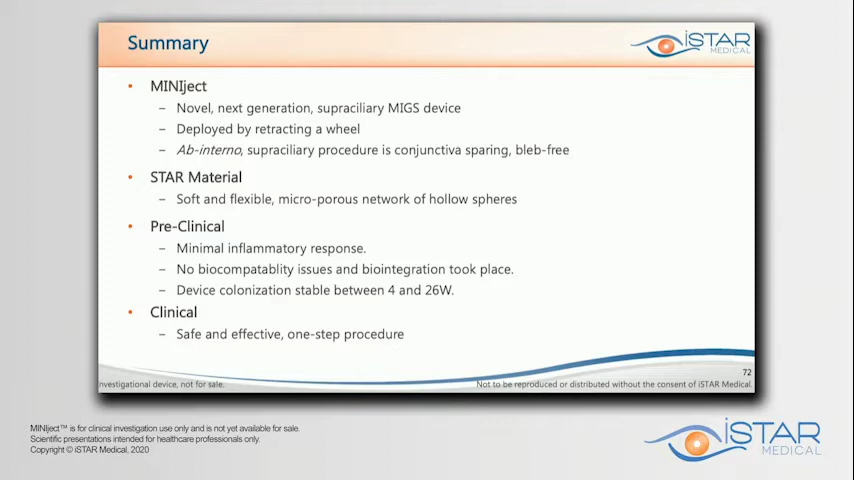 Summary
iSTAR
MEDICAL
• MINIject
– Novel, next generation, supraciliary MIGS device
– Deployed by retracting a wheel
– Ab-interno, supraciliary procedure is conjunctiva sparing, bleb-free
• STAR Material
– Soft and flexible, micro-porous network of hollow spheres
• Pre-Clinical
– Minimal inflammatory response.
– No biocompatablity issues and biointegration took place.
– Device colonization stable between 4 and 26W.
• Clinical
– Safe and effective, one-step procedure
72
nvestigational device, not for sale.
Not to be reproduced or distributed without the consent of iSTAR Medical.
MINIject™ is for clinical investigation use only and is not yet available for sale.
Scientific presentations intended for healthcare professionals only.
Copyright © iSTAR Medical, 2020
iSTAR
MEDICAL